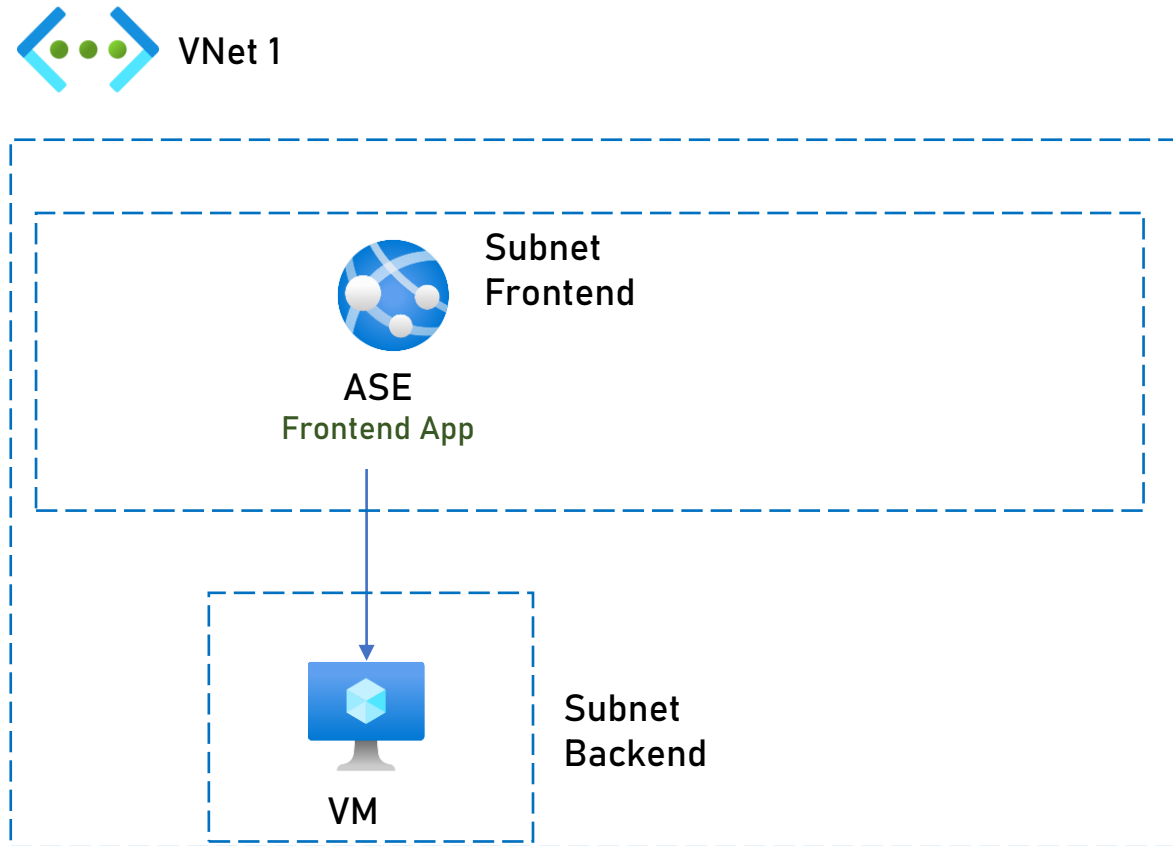 VNet 1
Subnet
Frontend
ASE
Frontend App
Subnet
Backend
VM